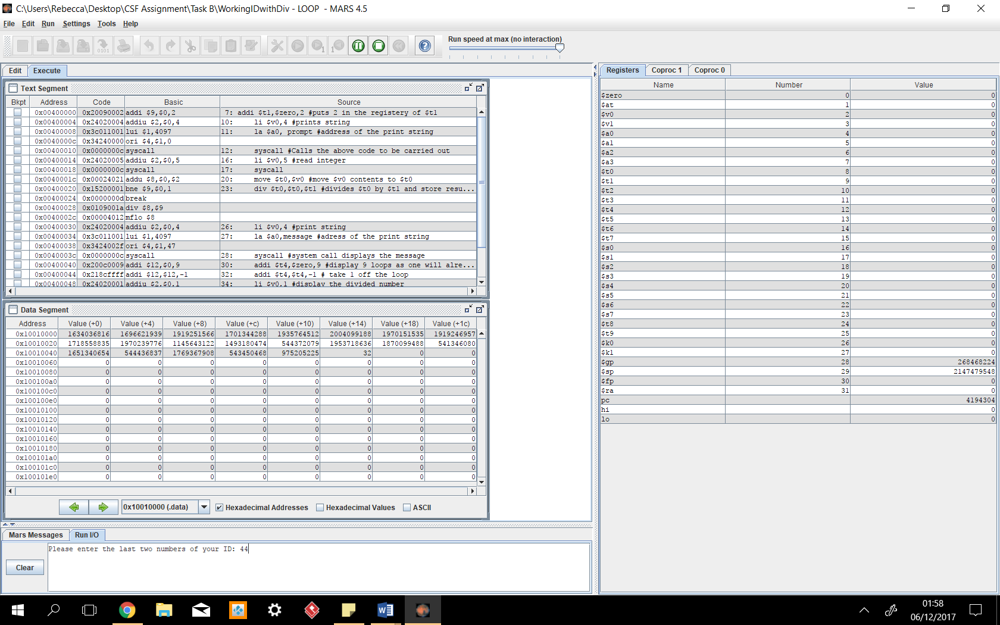 C:\Users\Rebecca\Desktop\CSF Assignment\Task B\WorkingIDwithDiv - LOOP - MARS 4.5
File Edit Run Settings Tools Help
Run speed at max (no interaction)
Edit Execute
Text Segment
Bkpt Address Code Basic Source
0x00400000 0x20090002 addi $9,$0,2 7: addi $t1,$zero,2 #puts 2 in the registery of $t1
0x00400004 0x24020004 addiu $2,$0,4 10: li $v0,4 #prints string
0x00400008 0x3c011001 lui $1,4097 11: la $a0, prompt #address of the print string
0x0040000c 0x34240000 ori $4,$1,0
0x00400010 0x0000000c syscall 12: syscall #Calls the above code to be carried out
0x00400014 0x24020005 addiu $2,$0,5 16: li $v0,5 #read integer
0x00400018 0x0000000c syscall 17: syscall
0x0040001c 0x00024021 addu $8,$0,$2 20: move $t0,$v0 #move $v0 contents to $t0
0x00400020 0x15200001 bne $9,$0,1 23: div $t0,$t0,$t1 #divides $t0 by $t1 and store resu...
0x00400024 0x0000000d break
0x00400028 0x0109001a div $8,$9
0x0040002c 0x00004012 mflo $8
0x00400030 0x24020004 addiu $2,$0,4 26: li $v0,4 #print string
0x00400034 0x3c011001 lui $1,4097 27: la $a0,message #adress of the print string
0x00400038 0x3424002f ori $4,$1,47
0x0040003c 0x0000000c syscall 28: syscall #system call displays the message
0x00400040 0x200c0009 addi $12,$0,9 30: addi $t4,$zero,9 #display 9 loops as one will alre...
0x00400044 0x218cffff addi $12,$12,-1 32: addi $t4,$t4,-1 # take 1 off the loop
0x00400048 0x24020001 addiu $2,$0,1 34: li $v0,1 #display the divided number
Data Segment
Address Value (+0) Value (+4) Value (+8) Value (+c) Value (+10) Value (+14) Value (+18) Value (+1c)
0x10010000 1634036816 1696621939 1919251566 1701344288 1935764512 2004099188 1970151535 1919246957
0x10010020 1718558835 1970239776 1145643122 1493180474 544372079 1953718636 1870099488 541346080
0x10010040 1651340654 544436837 1769367908 543450468 975205225 32 0 0
0x10010060 0 0 0 0 0 0 0 0
0x10010080 0 0 0 0 0 0 0 0
0x100100a0 0 0 0 0 0 0 0 0
0x100100c0 0 0 0 0 0 0 0 0
0x100100e0 0 0 0 0 0 0 0 0
0x10010100 0 0 0 0 0 0 0 0
0x10010120 0 0 0 0 0 0 0 0
0x10010140 0 0 0 0 0 0 0 0
0x10010160 0 0 0 0 0 0 0 0
0x10010180 0 0 0 0 0 0 0 0
0x100101a0 0 0 0 0 0 0 0 0
0x100101c0 0 0 0 0 0 0 0 0
0x100101e0 0 0 0 0 0 0 0 0
0x10010000 (.data) Hexadecimal Addresses Hexadecimal Values ASCII
Mars Messages Run I/O
Please enter the last two numbers of your ID: 44
Clear
Registers Coproc 1 Coproc 0
Name Number Value
$zero 0 0
$at 1 0
$v0 2 0
$v1 3 0
$a0 4 0
$a1 5 0
$a2 6 0
$a3 7 0
$t0 8 0
$t1 9 0
$t2 10 0
$t3 11 0
$t4 12 0
$t5 13 0
$t6 14 0
$t7 15 0
$s0 16 0
$s1 17 0
$s2 18 0
$s3 19 0
$s4 20 0
$s5 21 0
$s6 22 0
$s7 23 0
$t8 24 0
$t9 25 0
$k0 26 0
$k1 27 0
$gp 28 268468224
$sp 29 2147479548
$fp 30 0
$ra 31 0
pc 4194304
hi 0
lo 0
01:58
06/12/2017